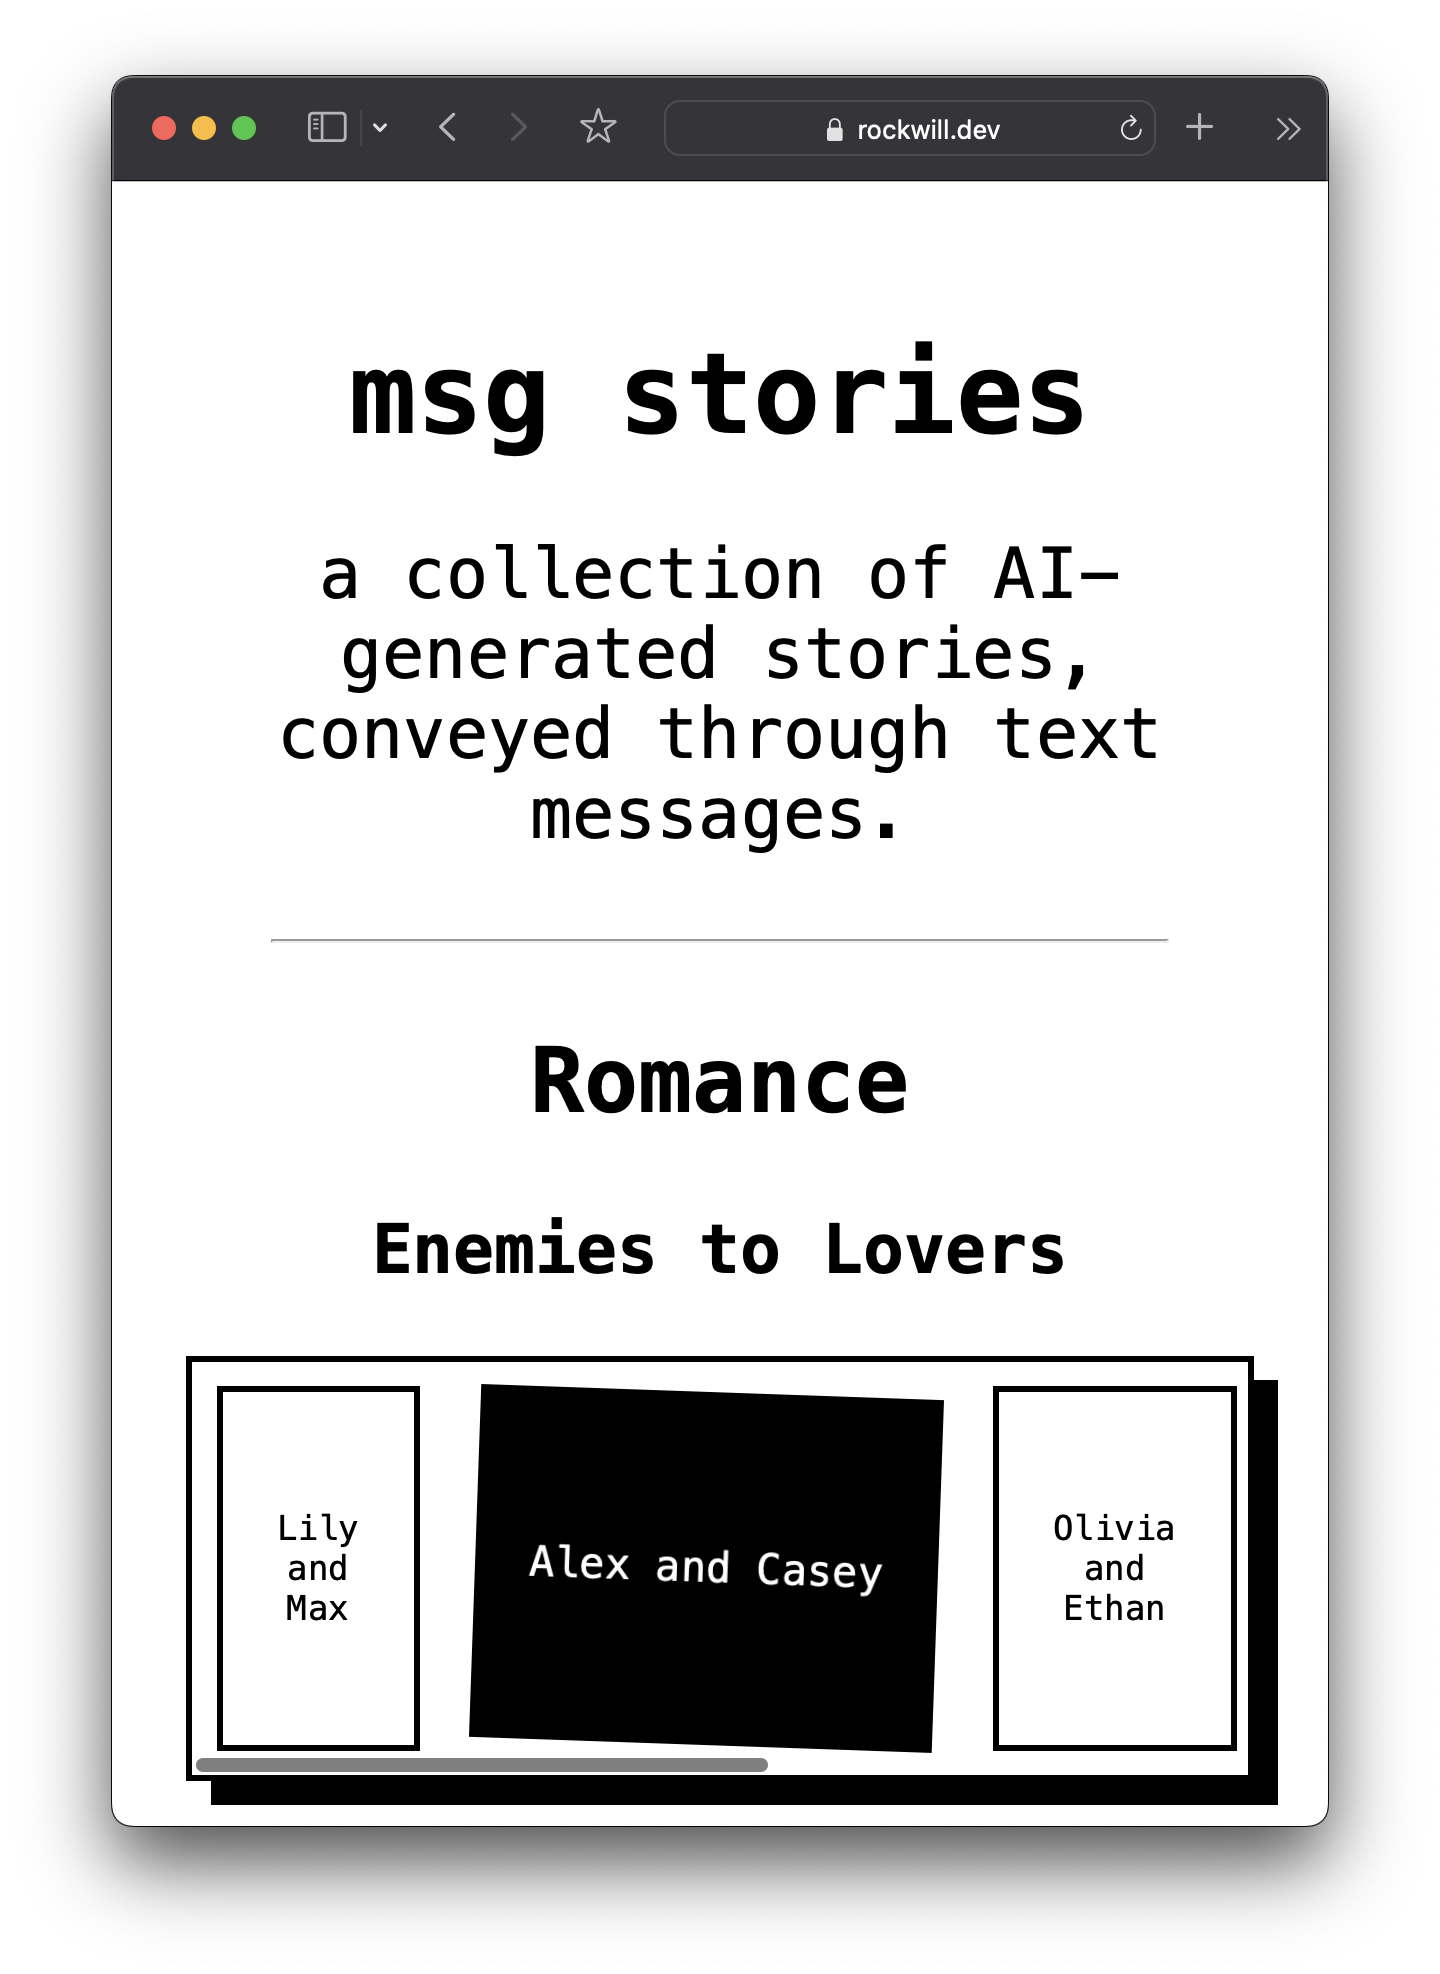 rockwill.dev
msg stories
a collection of AI-
generated stories,
conveyed through text
messages.
Romance
Enemies to Lovers
Lily
and
Max
Alex and Casey
Olivia
and
Ethan